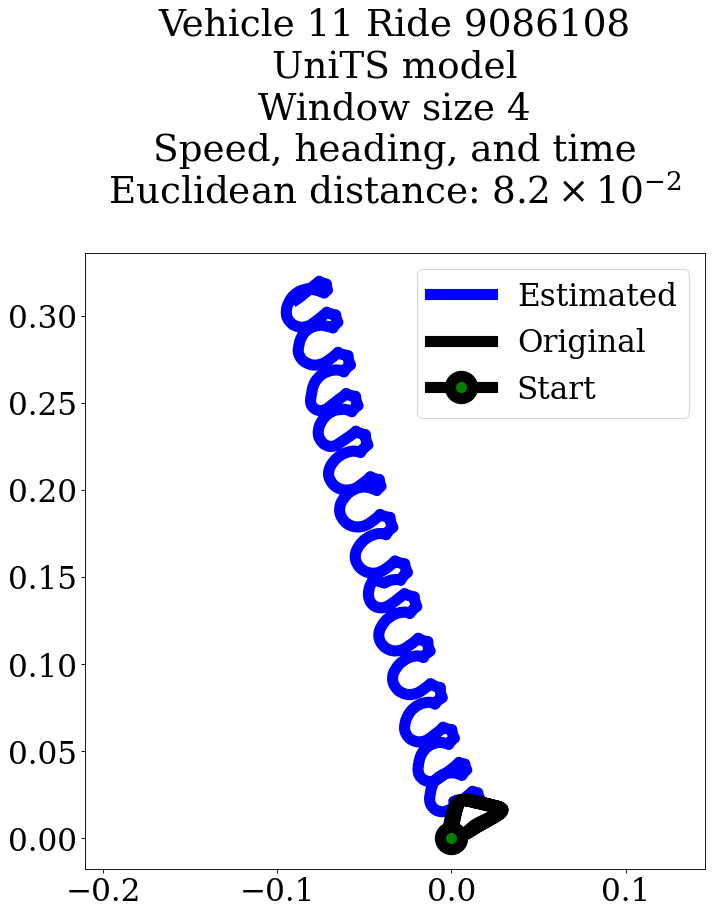 Vehicle 11 Ride 9086108
UniTS model
Window size 4
Speed, heading, and time
Euclidean distance: 8.2 × 10⁻²
Estimated
Original
Start
0.30
0.25
0.20
0.15
0.10
0.05
0.00
−0.2
−0.1
0.0
0.1